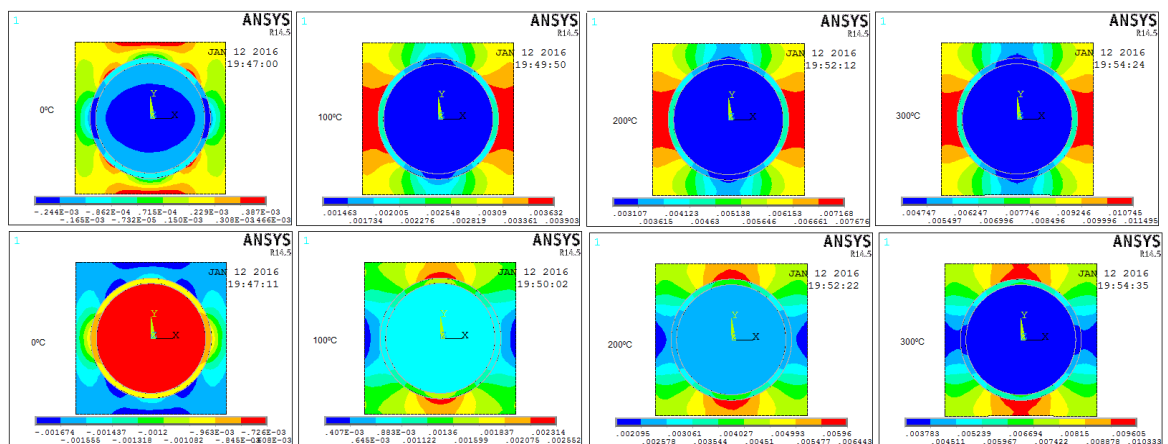 1
ANSYS
R14.5
JAN 12 2016
19:47:00
0ºC
Y
X
-.244E-03 -.862E-04 .715E-04 .229E-03 .387E-03
-.165E-03 -.732E-05 .150E-03 .308E-03 .466E-03
ANSYS
R14.5
JAN 12 2016
19:49:50
100ºC
Y
X
.001463 .002005 .002548 .00309 .003632
.001734 .002276 .002819 .003361 .003903
1
ANSYS
R14.5
JAN 12 2016
19:52:12
200ºC
Y
X
.003107 .004123 .005138 .006153 .007168
.003615 .00463 .005646 .006661 .007676
1
ANSYS
R14.5
JAN 12 2016
19:54:24
300ºC
Y
X
.004747 .006247 .007746 .009246 .010745
.005497 .006996 .008496 .009996 .011495
1
ANSYS
R14.5
JAN 12 2016
19:47:11
0ºC
Y
X
-.001674 -.001437 -.0012 -.963E-03 -.726E-03
-.001555 -.001318 -.001082 -.845E-03 -.608E-03
1
ANSYS
R14.5
JAN 12 2016
19:50:02
100ºC
Y
X
.407E-03 .883E-03 .00136 .001837 .002314
.645E-03 .001122 .001599 .002075 .002552
1
ANSYS
R14.5
JAN 12 2016
19:52:22
200ºC
Y
X
.002095 .003061 .004027 .004993 .00596
.002578 .003544 .00451 .005477 .006443
1
ANSYS
R14.5
JAN 12 2016
19:54:35
300ºC
Y
X
.003783 .005239 .006694 .00815 .009605
.004511 .005967 .007422 .008878 .010333